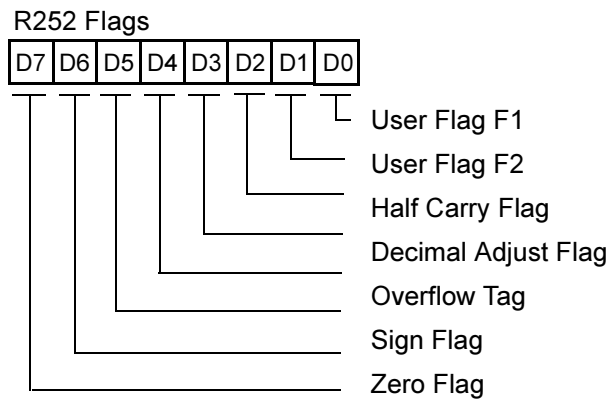 R252 Flags
D7 D6 D5 D4 D3 D2 D1 D0
User Flag F1
User Flag F2
Half Carry Flag
Decimal Adjust Flag
Overflow Tag
Sign Flag
Zero Flag